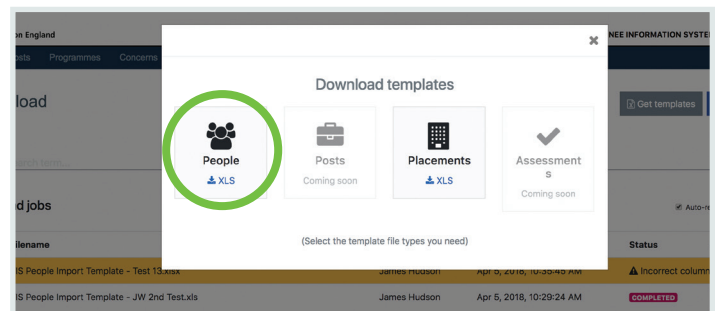 on England
NEE INFORMATION SYSTE
osts Programmes Concerns
Download templates
load
Get templates
People
XLS
Posts
Coming soon
Placements
XLS
Assessment
s
Coming soon
earch term...
d jobs
Auto-re
(Select the template file types you need)
ilename
Status
IS People Import Template - Test 13.xlsx James Hudson Apr 5, 2018, 10:35:45 AM Incorrect column
IS People Import Template - JW 2nd Test.xls James Hudson Apr 5, 2018, 10:29:24 AM COMPLETED